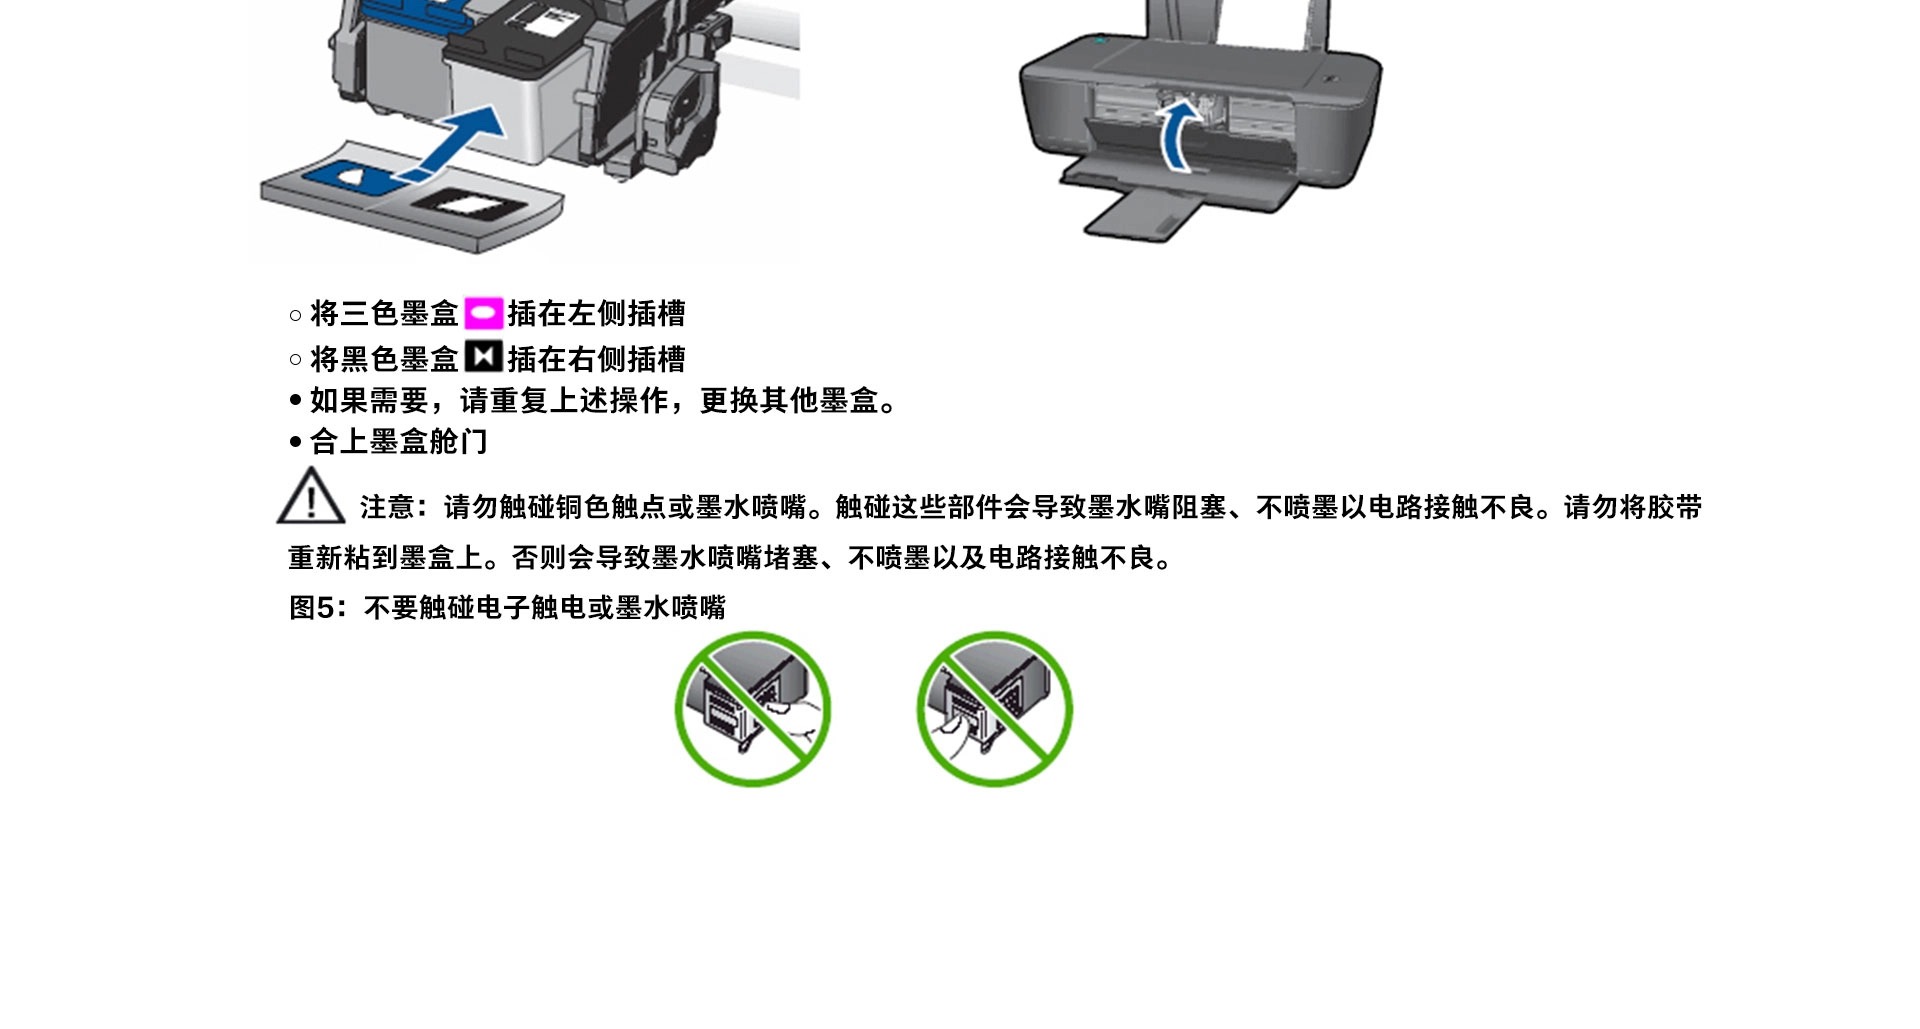 ○ 将三色墨盒 插在左侧插槽
○ 将黑色墨盒 插在右侧插槽
● 如果需要，请重复上述操作，更换其他墨盒。
● 合上墨盒舱门
注意：请勿触碰铜色触点或墨水喷嘴。触碰这些部件会导致墨水嘴阻塞、不喷墨以电路接触不良。请勿将胶带
重新粘到墨盒上。否则会导致墨水喷嘴堵塞、不喷墨以及电路接触不良。
图5：不要触碰电子触电或墨水喷嘴